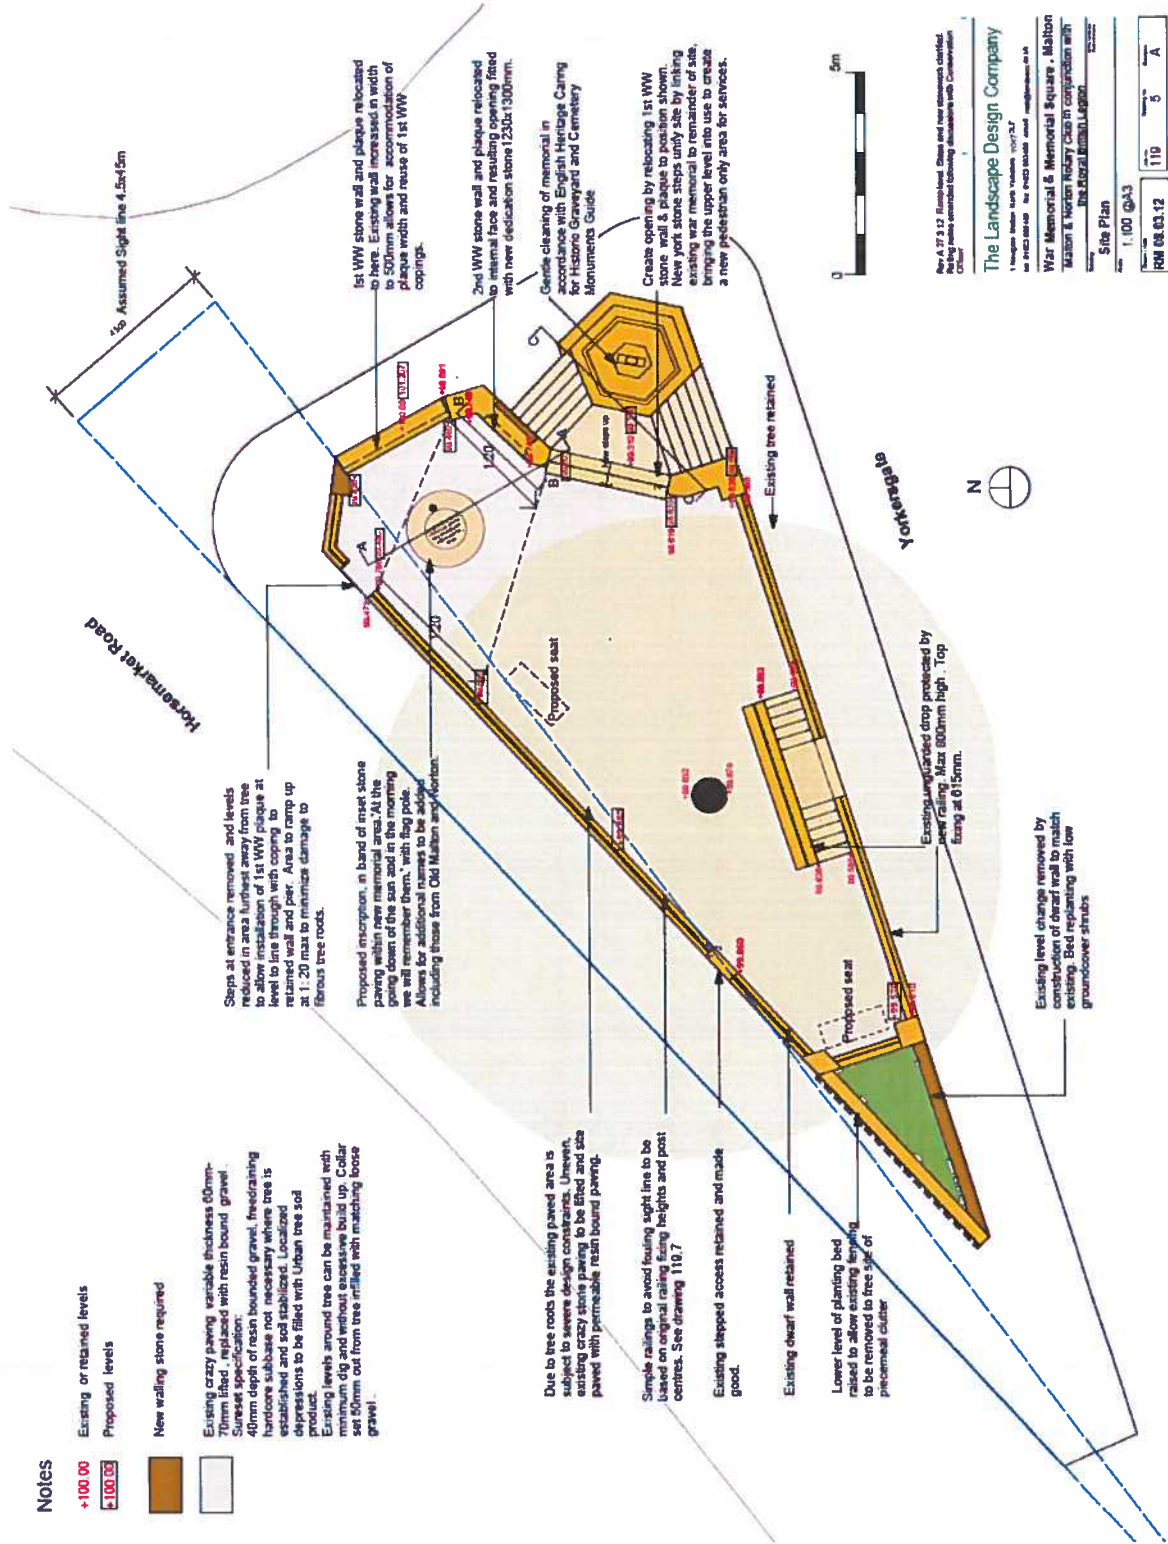 Notes
+100.00 Existing or retained levels
+100.00 Proposed levels
New walling stone required
Existing crazy paving variable thickness 60mm-
70mm lifted , replaced with resin bound gravel .
Sureset specification:
40mm depth of resin bounded gravel, freedraining
hardcore subbase not necessary where tree is
established and soil stabilized. Localized
depressions to be filled with Urban tree soil
product.
Existing levels around tree can be maintained with
minimum dig and without excessive build up. Collar
set 50mm out from tree infilled with matching loose
gravel .
Steps at entrance removed and levels
reduced in area furthest away from tree
to allow installation of 1st WW plaque at
level to line through with coping to
retained wall and pier. Area to ramp up
at 1: 20 max to minimize damage to
fibrous tree roots.
Proposed inscription, in band of inset stone
paving within new memorial area.'At the
going down of the sun and in the morning
we will remember them,' with flag pole.
Allows for additional names to be added
including those from Old Malton and Norton.
Due to tree roots the existing paved area is
subject to severe design constraints. Uneven,
existing crazy stone paving to be lifted and site
paved with permeable resin bound paving.
Simple railings to avoid fouling sight line to be
based on original railing fixing heights and post
centres. See drawing 119.7
Existing stepped access retained and made
good.
Existing dwarf wall retained
Lower level of planting bed
raised to allow existing fencing
to be removed to free site of
piecemeal clutter
Horsemarket Road
Assumed Sight line 4.5x45m
1st WW stone wall and plaque relocated
to here. Existing wall increased in width
to 500mm allows for accommodation of
plaque width and reuse of 1st WW
copings.
2nd WW stone wall and plaque relocated
to internal face and resulting opening fitted
with new dedication stone1230x1300mm.
Gentle cleaning of memorial in
accordance with English Heritage Caring
for Historic Graveyard and Cemetery
Monuments Guide
Create opening by relocating 1st WW
stone wall & plaque to position shown.
New york stone steps unify site by linking
existing war memorial to remainder of site,
bringing the upper level into use to create
a new pedestrian only area for services.
A
A
B
B
1:20
1:20
Proposed seat
Proposed seat
Existing tree retained
Yorkersgate
N
Existing unguarded drop protected by
new railing. Max 800mm high . Top
fixing at 615mm.
Existing level change removed by
construction of dwarf wall to match
existing. Bed replanting with low
groundcover shrubs
0
5m
The Landscape Design Company
War Memorial & Memorial Square , Malton
Malton & Norton Rotary Club in conjunction with
the Royal British Legion
Site Plan
1:100 @A3
RM 08.03.12
119
5
A